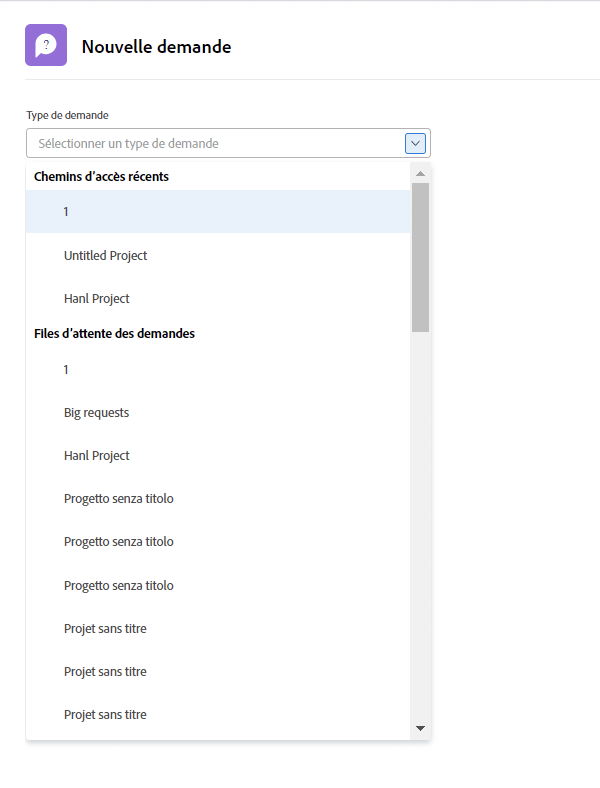 ?
Nouvelle demande
Type de demande
Sélectionner un type de demande
Chemins d'accès récents
1
Untitled Project
Hanl Project
Files d'attente des demandes
1
Big requests
Hanl Project
Progetto senza titolo
Progetto senza titolo
Progetto senza titolo
Projet sans titre
Projet sans titre
Projet sans titre